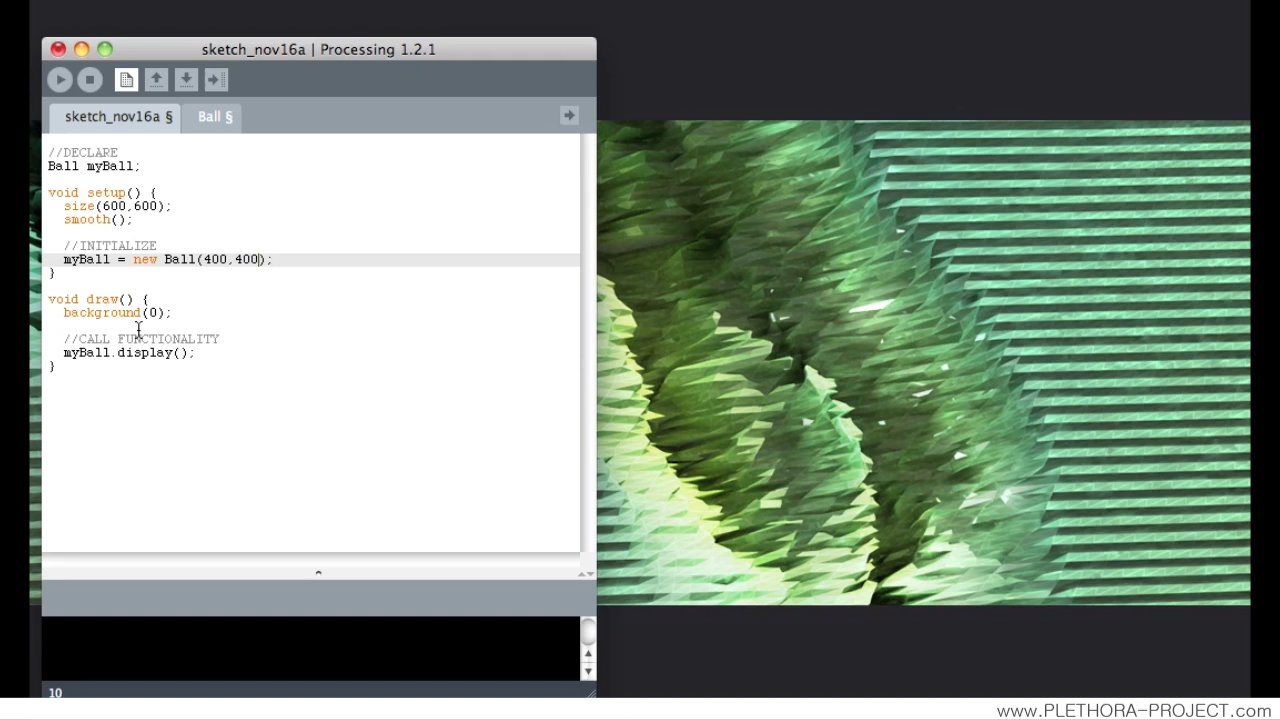 sketch_nov16a | Processing 1.2.1
sketch_nov16a § Ball §
//DECLARE
Ball myBall;
void setup() {
size(600,600);
smooth();
//INITIALIZE
myBall = new Ball(400,400);
}
void draw() {
background(0);
//CALL FUNCTIONALITY
myBall.display();
}
10
www.PLETHORA-PROJECT.com